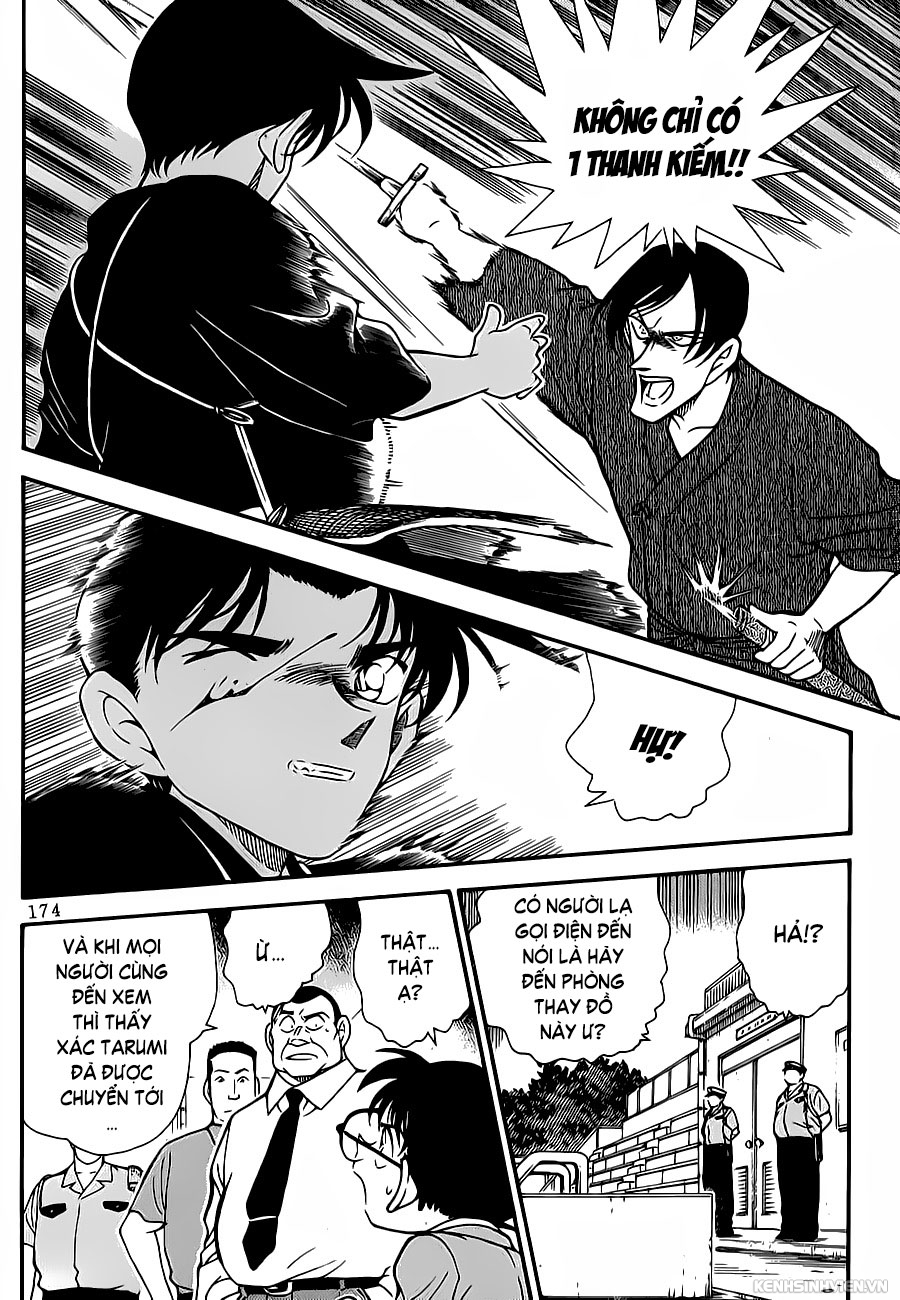 KHÔNG CHỈ CÓ
1 THANH KIẾM!!
HỰ!
174
HẢ!?
CÓ NGƯỜI LẠ
GỌI ĐIỆN ĐẾN
NÓI LÀ HÃY
ĐẾN PHÒNG
THAY ĐỒ
NÀY Ư?
THẬT...
THẬT
Ạ?
Ừ...
VÀ KHI MỌI
NGƯỜI CÙNG
ĐẾN XEM
THÌ THẤY
XÁC TARUMI
ĐÃ ĐƯỢC
CHUYỂN TỚI
...
KENHSINHVIEN.VN